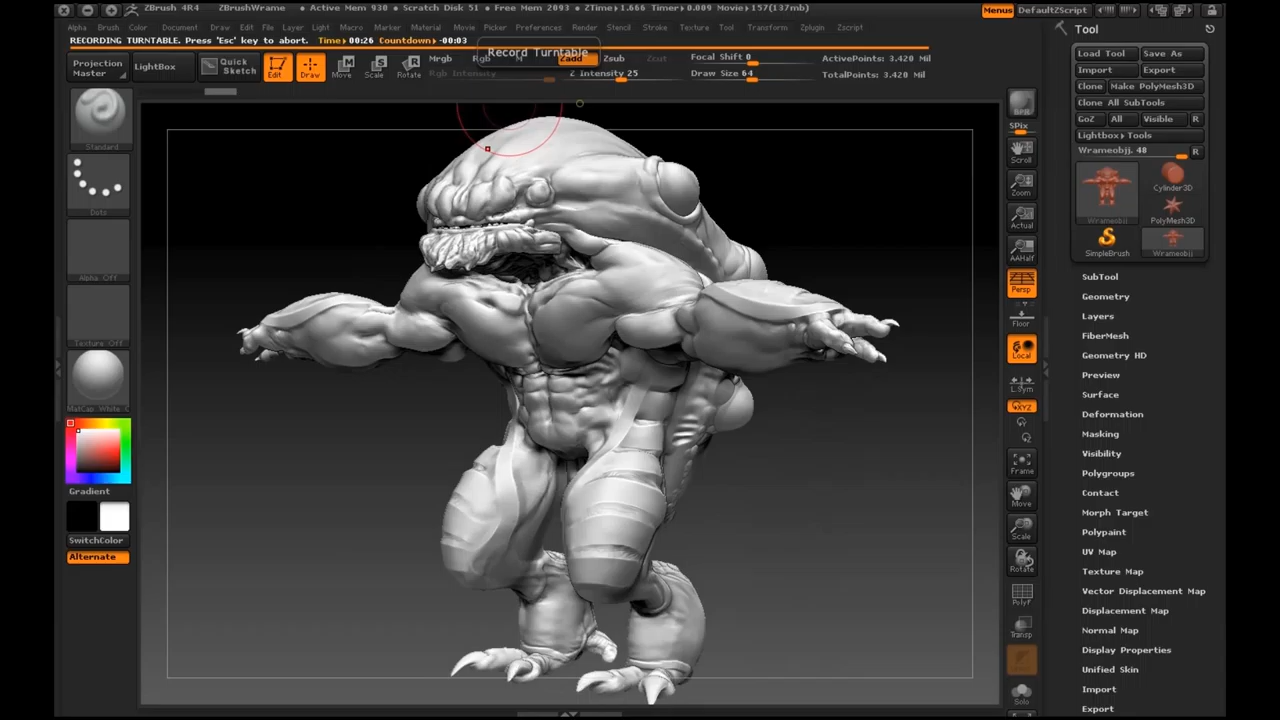 ZBrush 4R4 ZBrushWrame • Active Mem 930 • Scratch Disk 51 • Free Mem 2093 • ZTime▸1.666 Timer▸0.009 Movie▸157(137mb) Menus DefaultZScript
Alpha Brush Color Document Draw Edit File Layer Light Macro Marker Material Movie Picker Preferences Render Stencil Stroke Texture Tool Transform Zplugin Zscript
RECORDING TURNTABLE. Press 'Esc' key to abort. Time▸00:26 Countdown▸-00:03
Record Turntable
Projection Master
LightBox
Quick Sketch
Edit Draw Move Scale Rotate
Mrgb Rgb M Zadd Zsub Zcut
Rgb Intensity Z Intensity 25
Focal Shift 0
Draw Size 64
ActivePoints: 3.420 Mil
TotalPoints: 3.420 Mil
Standard
Dots
Alpha Off
Texture Off
MatCap White C
Gradient
SwitchColor
Alternate
BPR
SPix
Scroll
Zoom
Actual
AAHalf
Persp
Floor
Local
L.Sym
XYZ
Frame
Move
Scale
Rotate
PolyF
Transp
Solo
Tool
Load Tool Save As
Import Export
Clone Make PolyMesh3D
Clone All SubTools
GoZ All Visible R
Lightbox▸Tools
Wrameobjj. 48 R
Wrameobjj
Cylinder3D
PolyMesh3D
SimpleBrush
Wrameobjj
SubTool
Geometry
Layers
FiberMesh
Geometry HD
Preview
Surface
Deformation
Masking
Visibility
Polygroups
Contact
Morph Target
Polypaint
UV Map
Texture Map
Vector Displacement Map
Displacement Map
Normal Map
Display Properties
Unified Skin
Import
Export